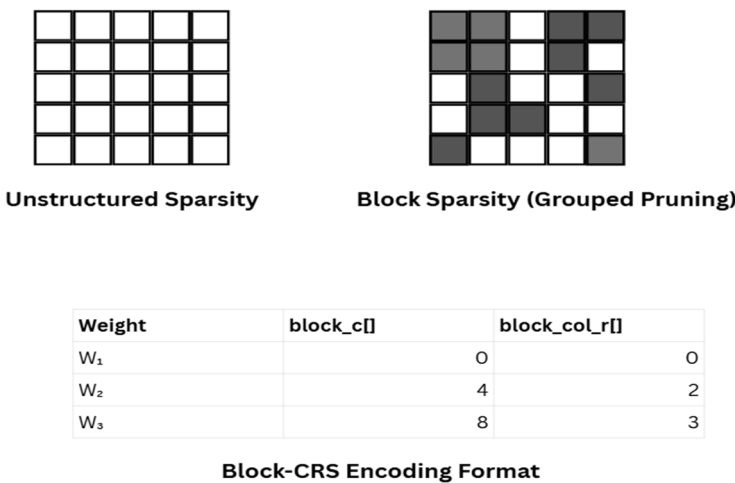 Unstructured Sparsity
Block Sparsity (Grouped Pruning)
Weight block_c[] block_col_r[]
W₁ 0 0
W₂ 4 2
W₃ 8 3
Block-CRS Encoding Format